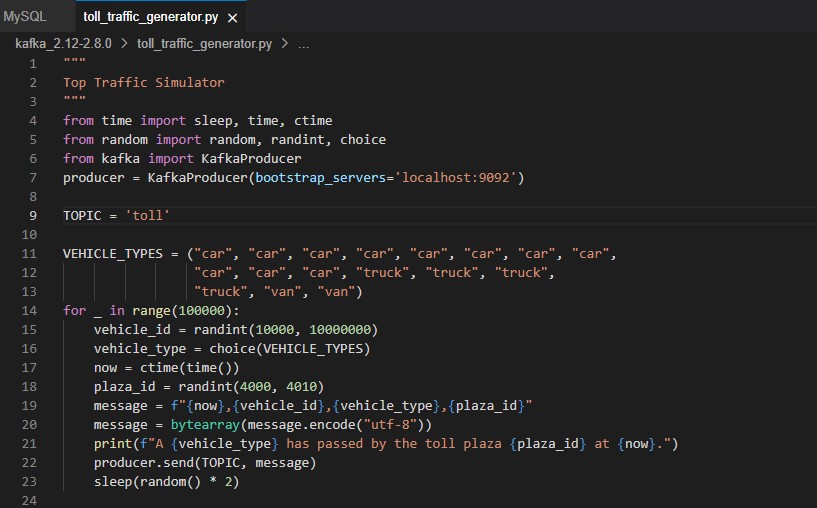 MySQL toll_traffic_generator.py ×
kafka_2.12-2.8.0 > toll_traffic_generator.py > ...
1 """
2 Top Traffic Simulator
3 """
4 from time import sleep, time, ctime
5 from random import random, randint, choice
6 from kafka import KafkaProducer
7 producer = KafkaProducer(bootstrap_servers='localhost:9092')
8
9 TOPIC = 'toll'
10
11 VEHICLE_TYPES = ("car", "car", "car", "car", "car", "car", "car", "car",
12 "car", "car", "car", "truck", "truck", "truck",
13 "truck", "van", "van")
14 for _ in range(100000):
15 vehicle_id = randint(10000, 10000000)
16 vehicle_type = choice(VEHICLE_TYPES)
17 now = ctime(time())
18 plaza_id = randint(4000, 4010)
19 message = f"{now},{vehicle_id},{vehicle_type},{plaza_id}"
20 message = bytearray(message.encode("utf-8"))
21 print(f"A {vehicle_type} has passed by the toll plaza {plaza_id} at {now}.")
22 producer.send(TOPIC, message)
23 sleep(random() * 2)
24